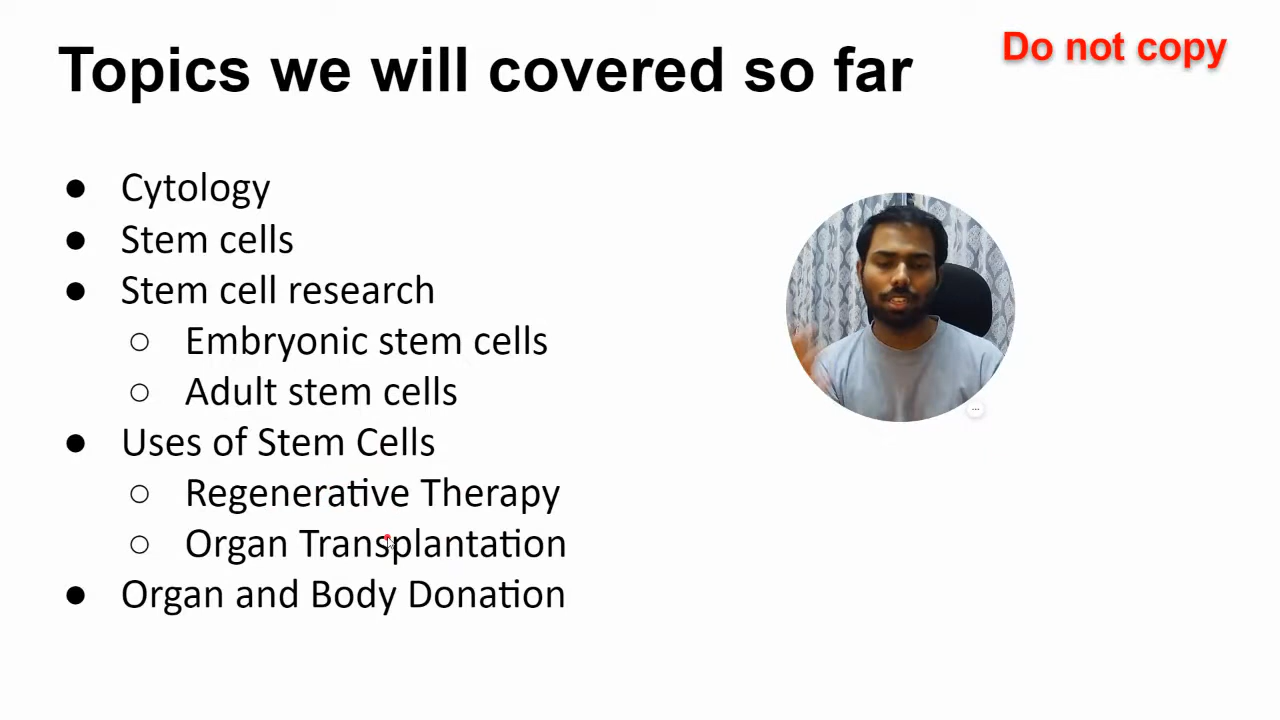 Topics we will covered so far
Do not copy
● Cytology
● Stem cells
● Stem cell research
○ Embryonic stem cells
○ Adult stem cells
● Uses of Stem Cells
○ Regenerative Therapy
○ Organ Transplantation
● Organ and Body Donation